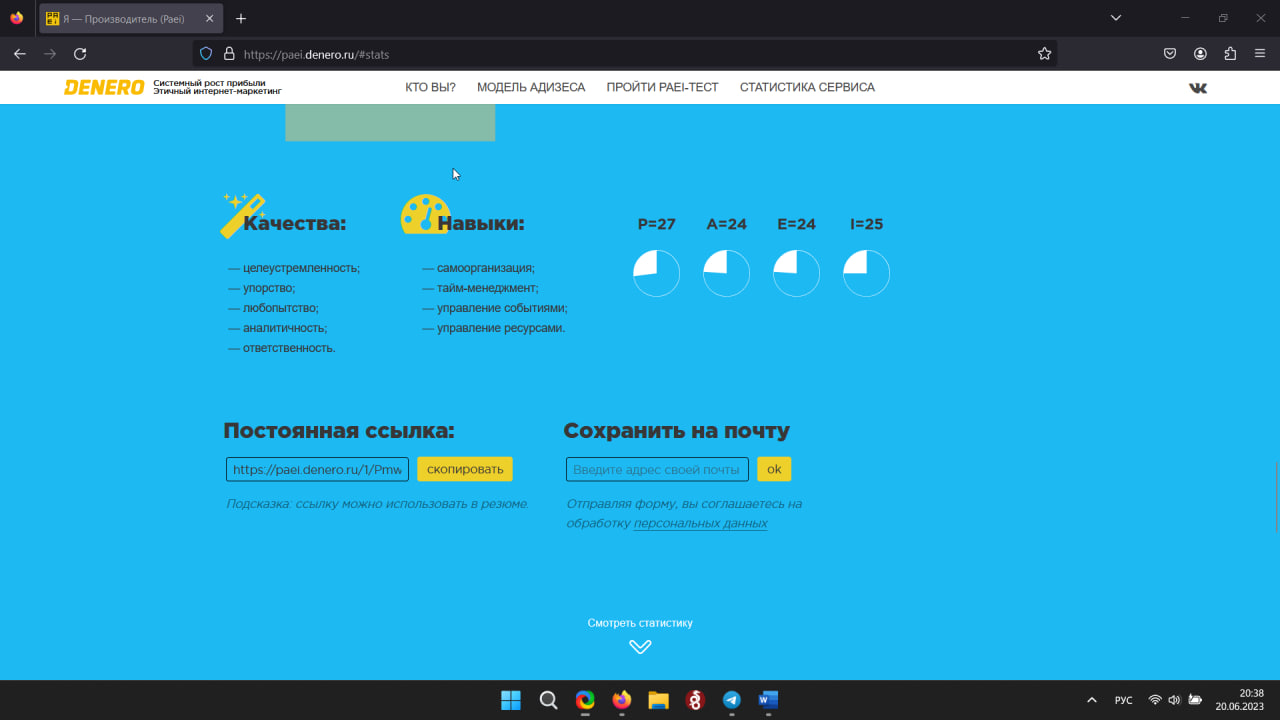 Я — Производитель (Paei)
https://paei.denero.ru/#stats
DENERO
Системный рост прибыли
Этичный интернет-маркетинг
КТО ВЫ?
МОДЕЛЬ АДИЗЕСА
ПРОЙТИ PAEI-ТЕСТ
СТАТИСТИКА СЕРВИСА
Качества:
— целеустремленность;
— упорство;
— любопытство;
— аналитичность;
— ответственность.
Навыки:
— самоорганизация;
— тайм-менеджмент;
— управление событиями;
— управление ресурсами.
P=27
A=24
E=24
I=25
Постоянная ссылка:
https://paei.denero.ru/1/Pmw
скопировать
Подсказка: ссылку можно использовать в резюме.
Сохранить на почту
Введите адрес своей почты
ok
Отправляя форму, вы соглашаетесь на
обработку персональных данных
Смотреть статистику
РУС
20:38
20.06.2023